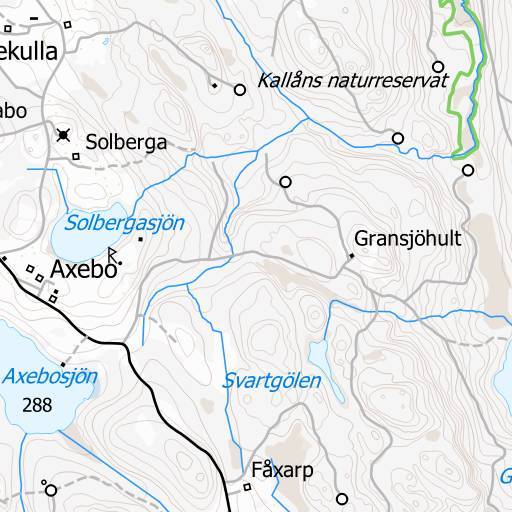 ekulla
Kallåns naturreservat
abo
Solberga
Solbergasjön
Gransjöhult
Axebo
Axebosjön
Svartgölen
288
Fåxarp
G